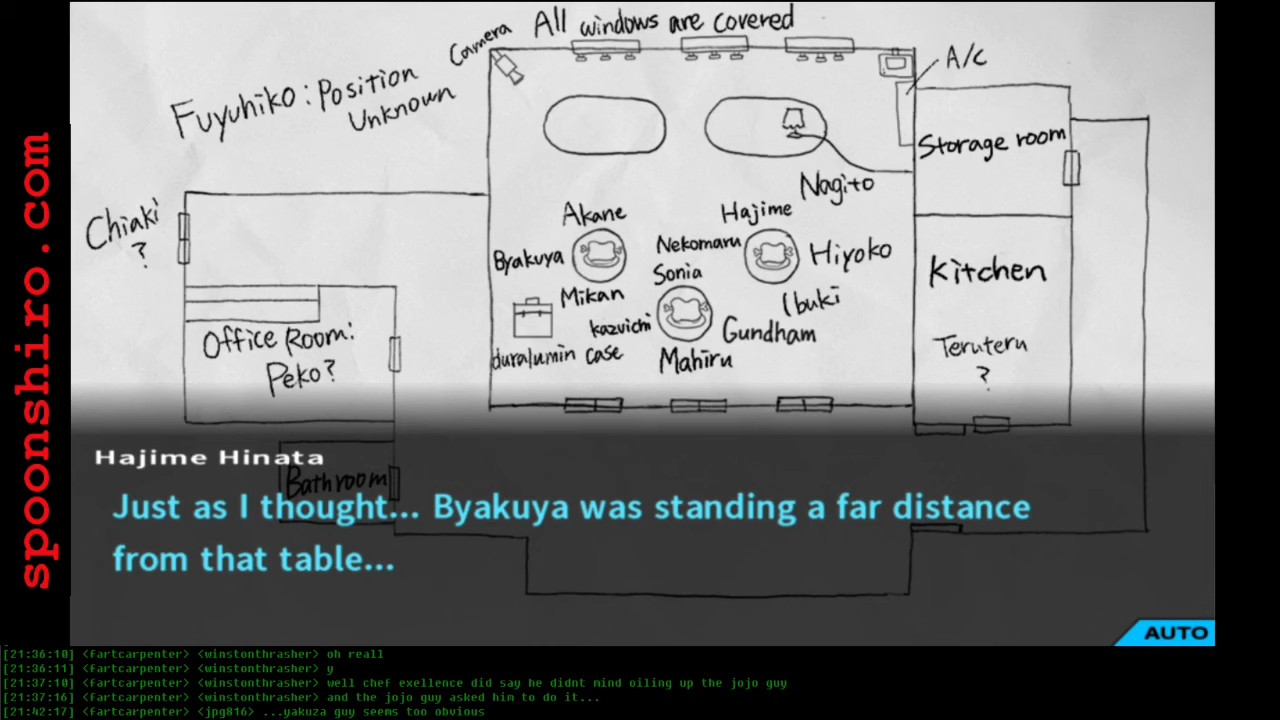 All windows are covered
Camera
A/C
Fuyuhiko: Position
Unknown
Storage room
Nagito
Chiaki
?
Akane
Hajime
Byakuya
Nekomaru
Hiyoko
Sonia
Kitchen
Mikan
Ibuki
kazuichi
Gundham
duralumin case
Mahiru
Office Room:
Peko?
Teruteru
?
Bathroom
spoonshiro.com
Hajime Hinata
Just as I thought... Byakuya was standing a far distance
from that table...
AUTO
[21:36:10] <fartcarpenter> <winstonthrasher> oh reall
[21:36:11] <fartcarpenter> <winstonthrasher> y
[21:37:10] <fartcarpenter> <winstonthrasher> well chef exellence did say he didnt mind oiling up the jojo guy
[21:37:16] <fartcarpenter> <winstonthrasher> and the jojo guy asked him to do it...
[21:42:17] <fartcarpenter> <jpg816> ...yakuza guy seems too obvious